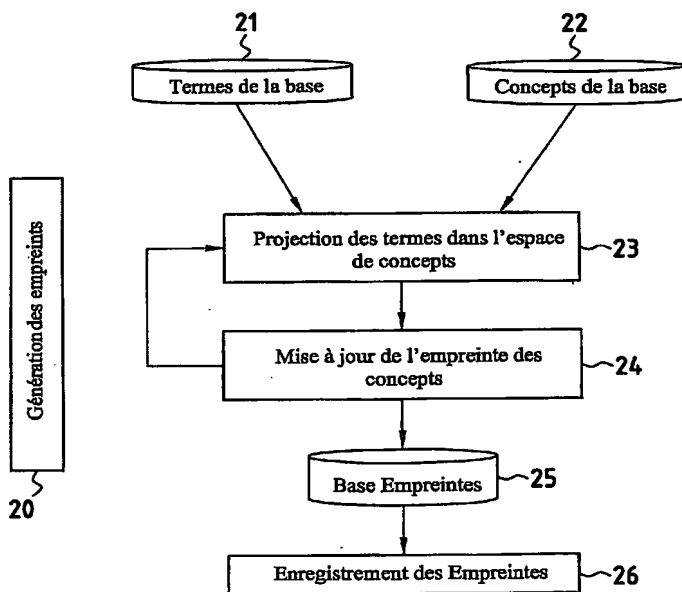 21
22
Termes de la base
Concepts de la base
Génération des empreints
20
Projection des termes dans l'espace
de concepts
23
Mise à jour de l'empreinte des
concepts
24
Base Empreintes
25
Enregistrement des Empreintes
26